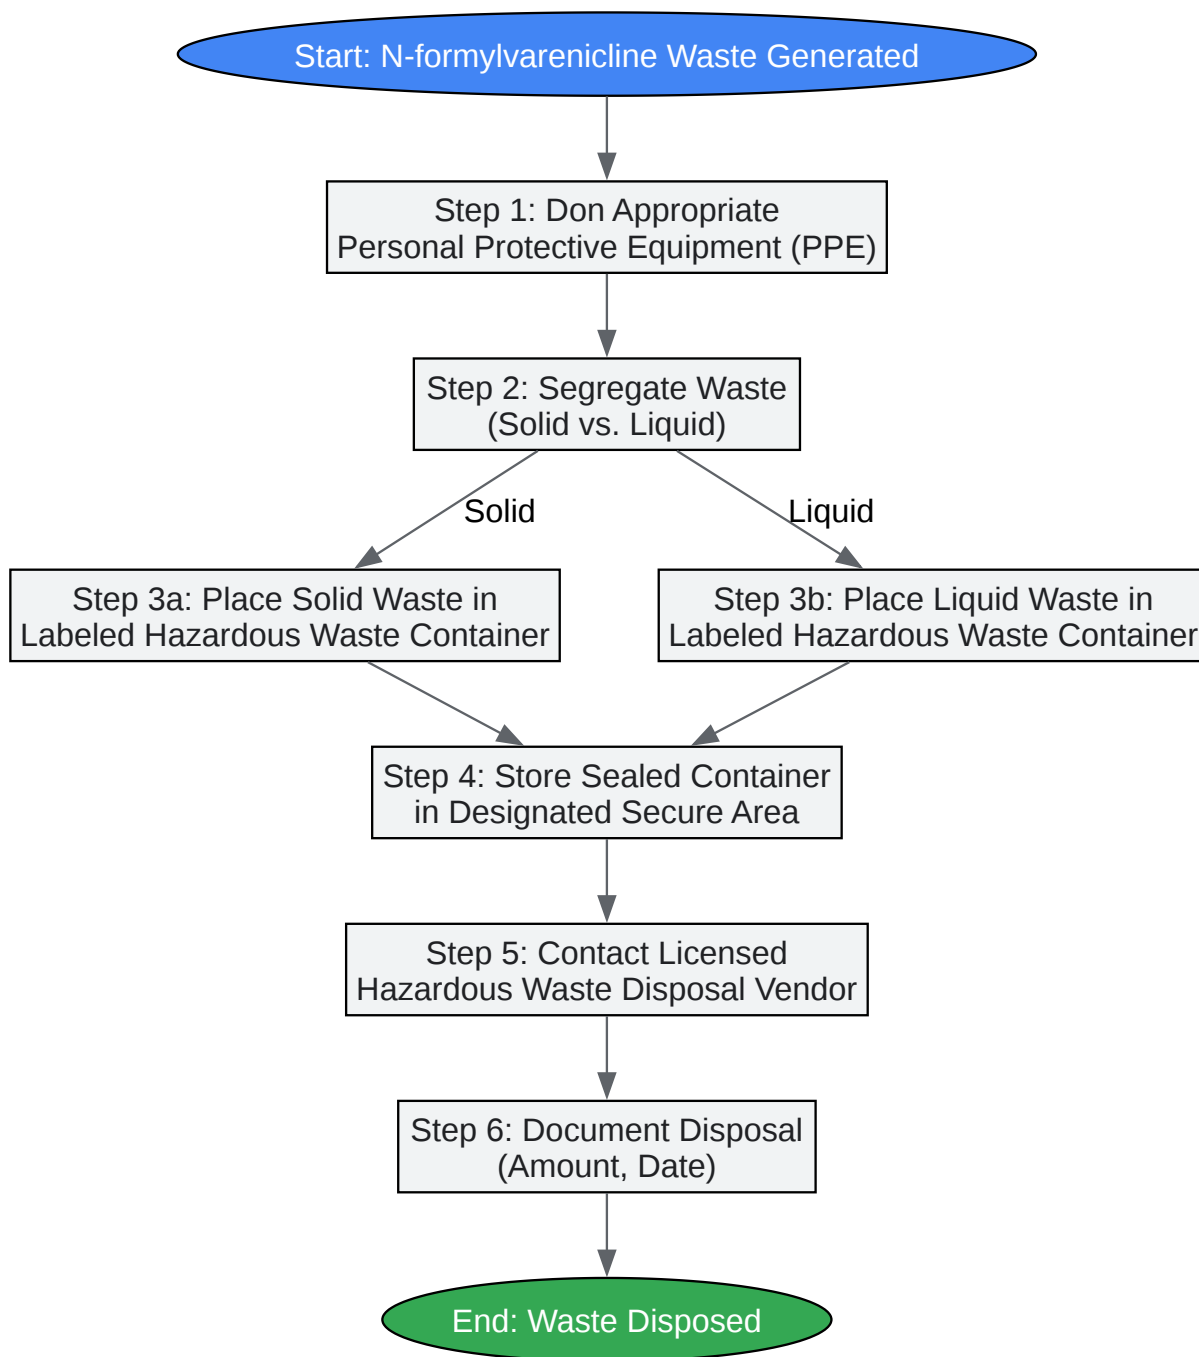 Start: N-formylvarenicline Waste Generated
Step 1: Don Appropriate
Personal Protective Equipment (PPE)
Step 2: Segregate Waste
(Solid vs. Liquid)
Solid
Liquid
Step 3a: Place Solid Waste in
Labeled Hazardous Waste Container
Step 3b: Place Liquid Waste in
Labeled Hazardous Waste Container
Step 4: Store Sealed Container
in Designated Secure Area
Step 5: Contact Licensed
Hazardous Waste Disposal Vendor
Step 6: Document Disposal
(Amount, Date)
End: Waste Disposed